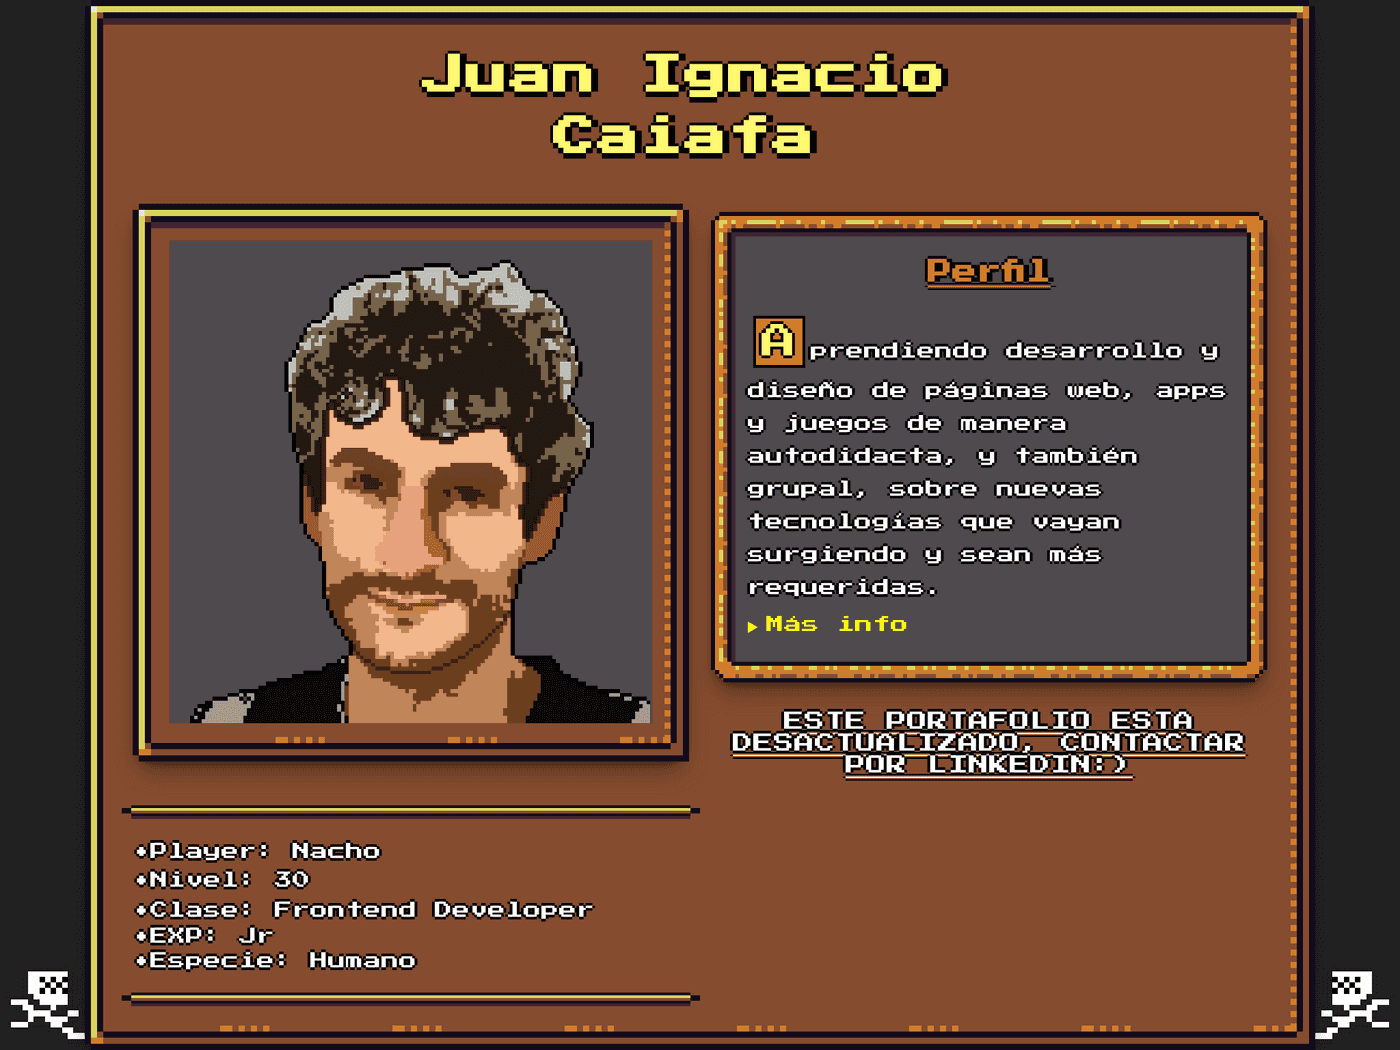 Juan Ignacio
Caiafa
Perfil
Aprendiendo desarrollo y
diseño de páginas web, apps
y juegos de manera
autodidacta, y también
grupal, sobre nuevas
tecnologías que vayan
surgiendo y sean más
requeridas.
▸Más info
ESTE PORTAFOLIO ESTA
DESACTUALIZADO, CONTACTAR
POR LINKEDIN:)
•Player: Nacho
•Nivel: 30
•Clase: Frontend Developer
•EXP: Jr
•Especie: Humano